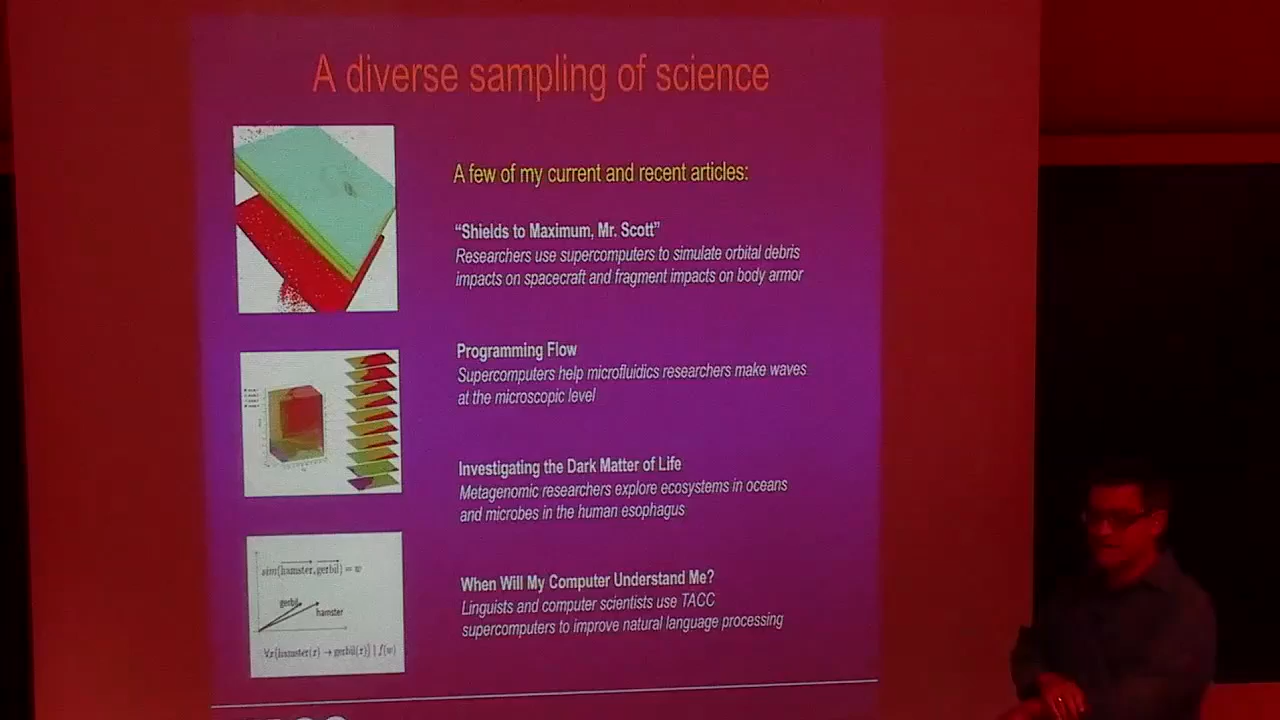 A diverse sampling of science
A few of my current and recent articles:
“Shields to Maximum, Mr. Scott”
Researchers use supercomputers to simulate orbital debris
impacts on spacecraft and fragment impacts on body armor
Programming Flow
Supercomputers help microfluidics researchers make waves
at the microscopic level
Investigating the Dark Matter of Life
Metagenomic researchers explore ecosystems in oceans
and microbes in the human esophagus
sim(hamster, gerbil) = w
gerbil
hamster
∀x(hamster(x) → gerbil(x)) | f(w)
When Will My Computer Understand Me?
Linguists and computer scientists use TACC
supercomputers to improve natural language processing